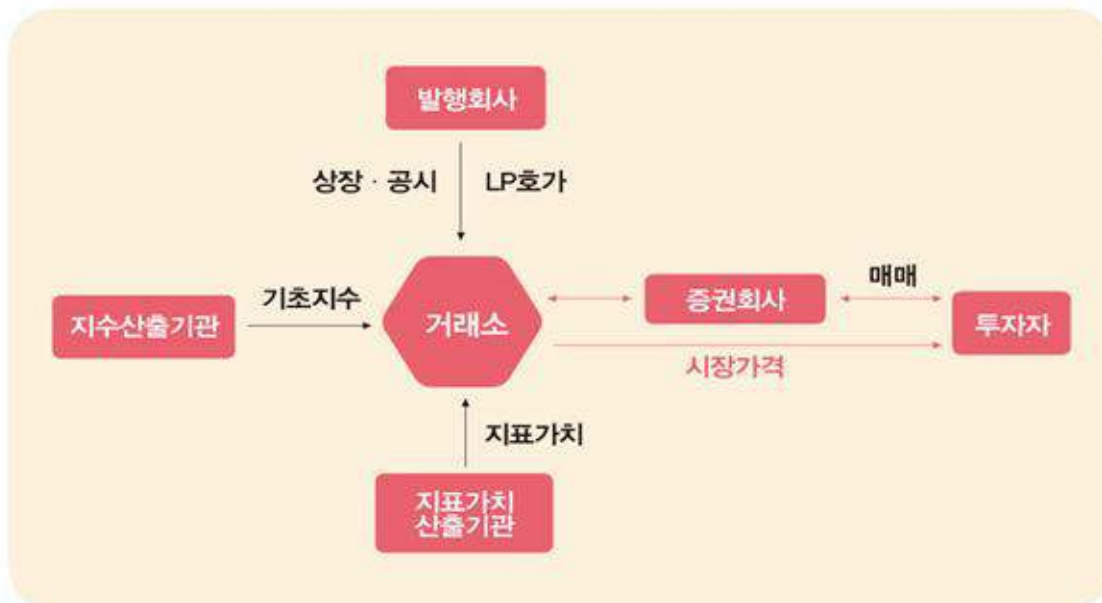 발행회사
상장 · 공시
LP호가
지수산출기관
기초지수
거래소
증권회사
매매
투자자
시장가격
지표가치
지표가치
산출기관